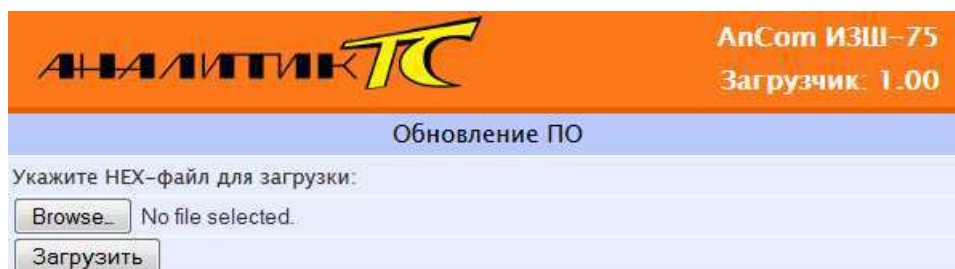 АНАЛИТИК ТС
AnCom ИЗШ-75
Загрузчик: 1.00
Обновление ПО
Укажите HEX-файл для загрузки:
Browse_ No file selected.
Загрузить